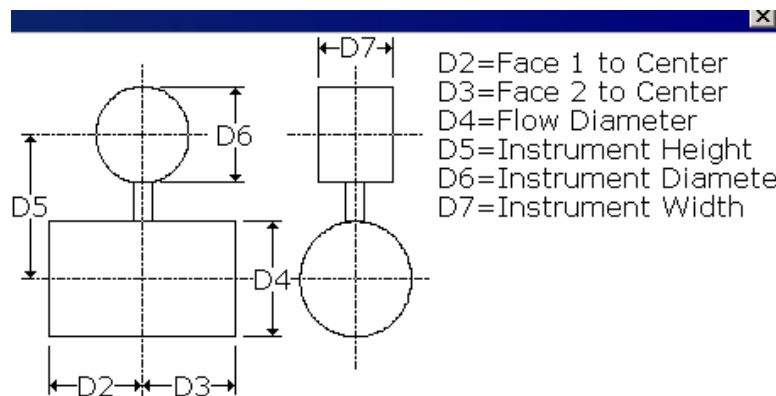 D7
D2=Face 1 to Center
D3=Face 2 to Center
D4=Flow Diameter
D5=Instrument Height
D6=Instrument Diamete
D7=Instrument Width
D6
D5
D4
D2
D3